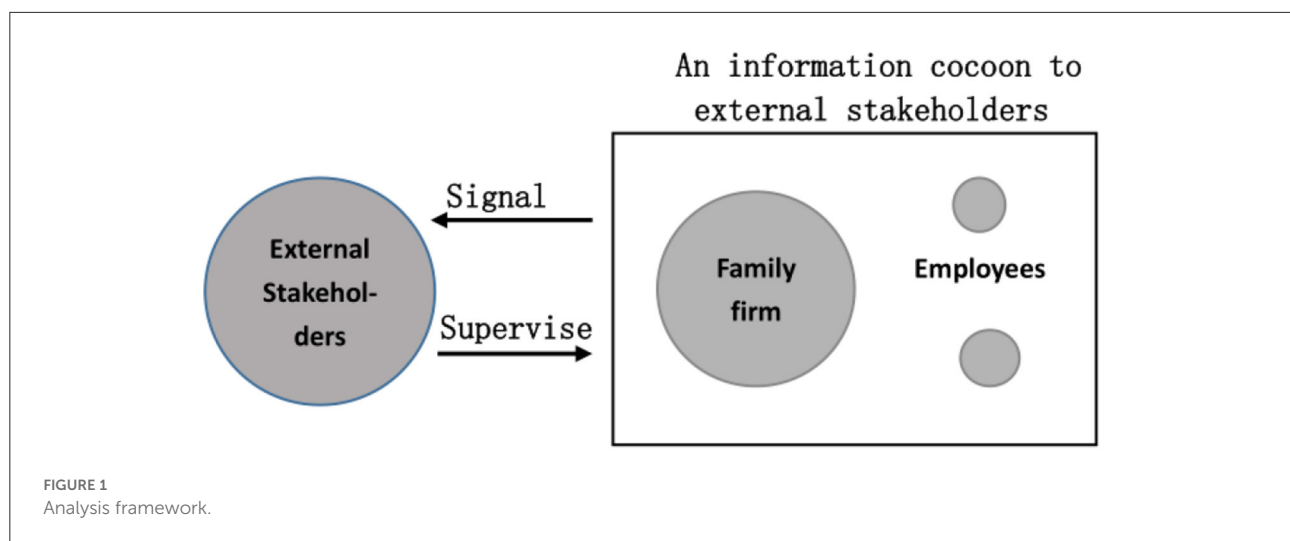 An information cocoon to
external stakeholders
Signal
External
Stakehol-
ders
Supervise
Family
firm
Employees
FIGURE 1
Analysis framework.